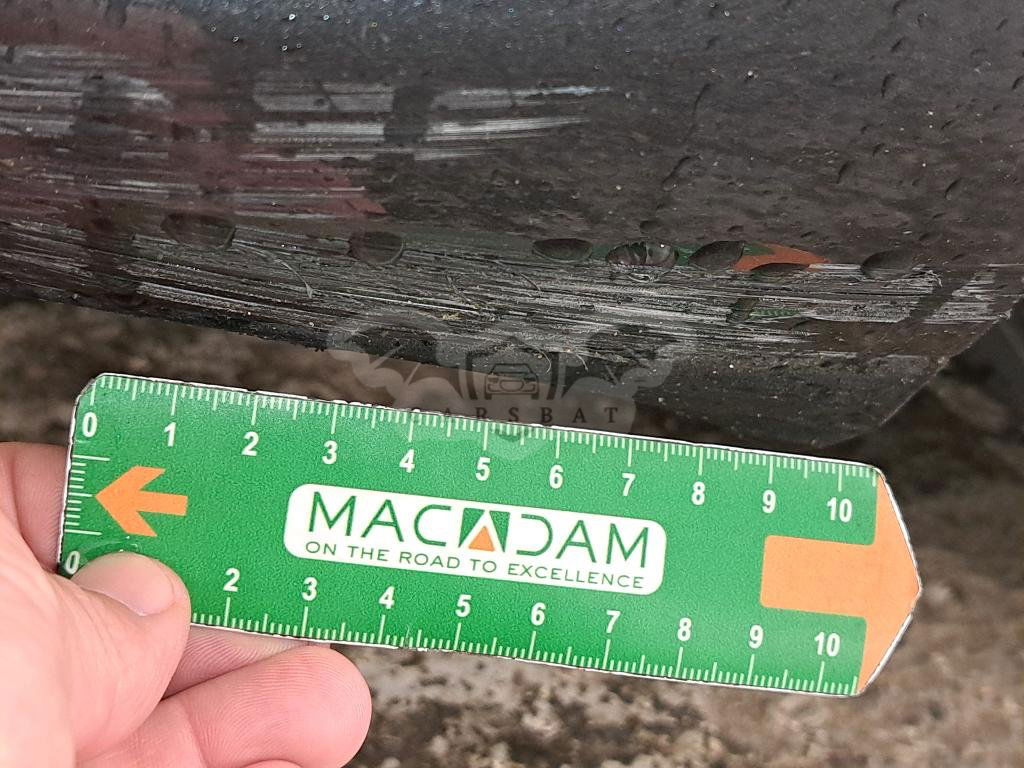 ARSBAT
0 1 2 3 4 5 6 7 8 9 10
MACADAM
ON THE ROAD TO EXCELLENCE
0 2 3 4 5 6 7 8 9 10